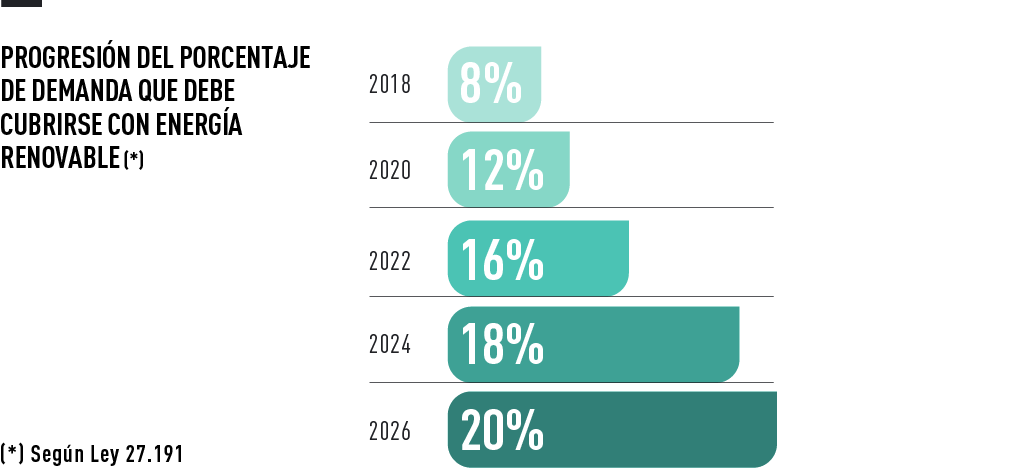 PROGRESIÓN DEL PORCENTAJE
DE DEMANDA QUE DEBE
CUBRIRSE CON ENERGÍA
RENOVABLE (*)
2018 8%
2020 12%
2022 16%
2024 18%
2026 20%
(*) Según Ley 27.191